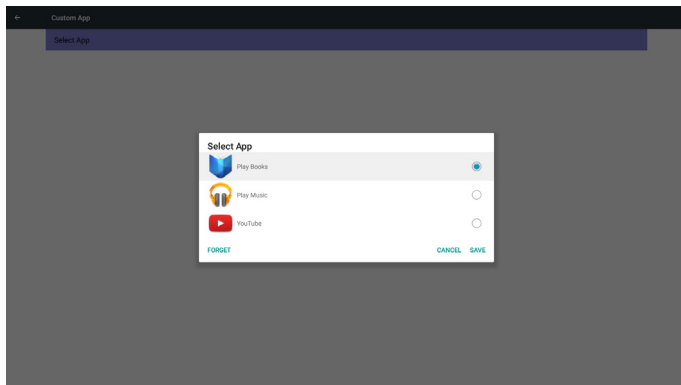 Custom App
Select App
Select App
Play Books
Play Music
YouTube
FORGET CANCEL SAVE